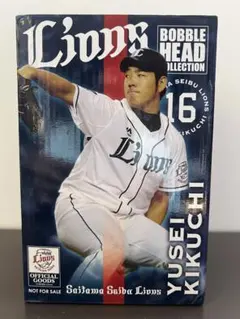 Lions
BOBBLE
HEAD
COLLECTION
SEIBU LIONS
16
KIKUCHI
Lions
YUSEI
KIKUCHI
Lions
OFFICIAL
GOODS
NOT FOR SALE
Saitama Seibu Lions